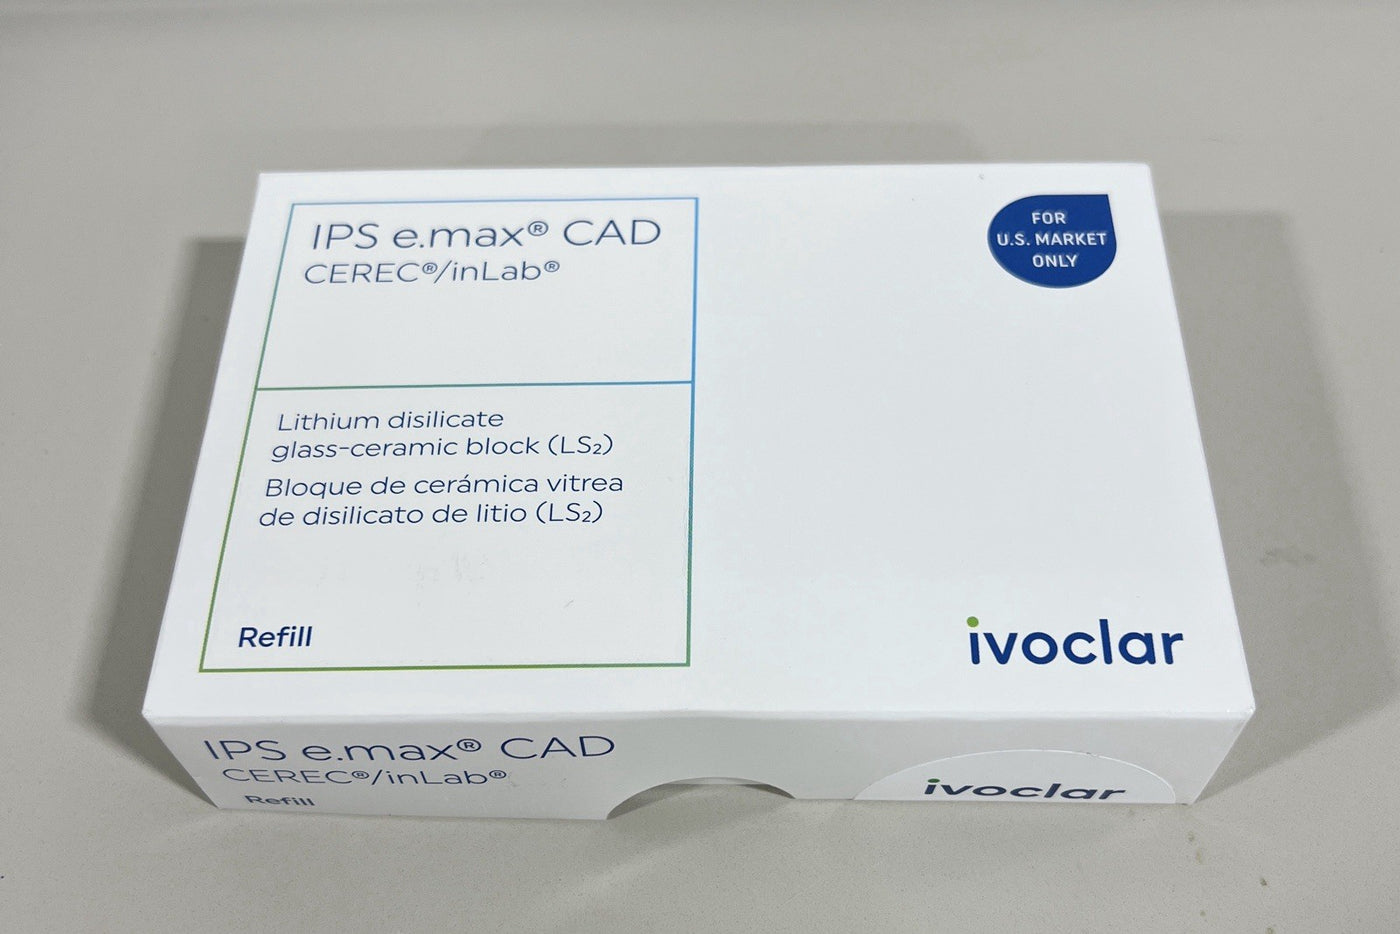 IPS e.max® CAD
CEREC®/inLab®
FOR
U.S. MARKET
ONLY
Lithium disilicate
glass-ceramic block (LS₂)
Bloque de cerámica vitrea
de disilicato de litio (LS₂)
Refill
ivoclar
IPS e.max® CAD
CEREC®/inLab®
Refill
ivoclar